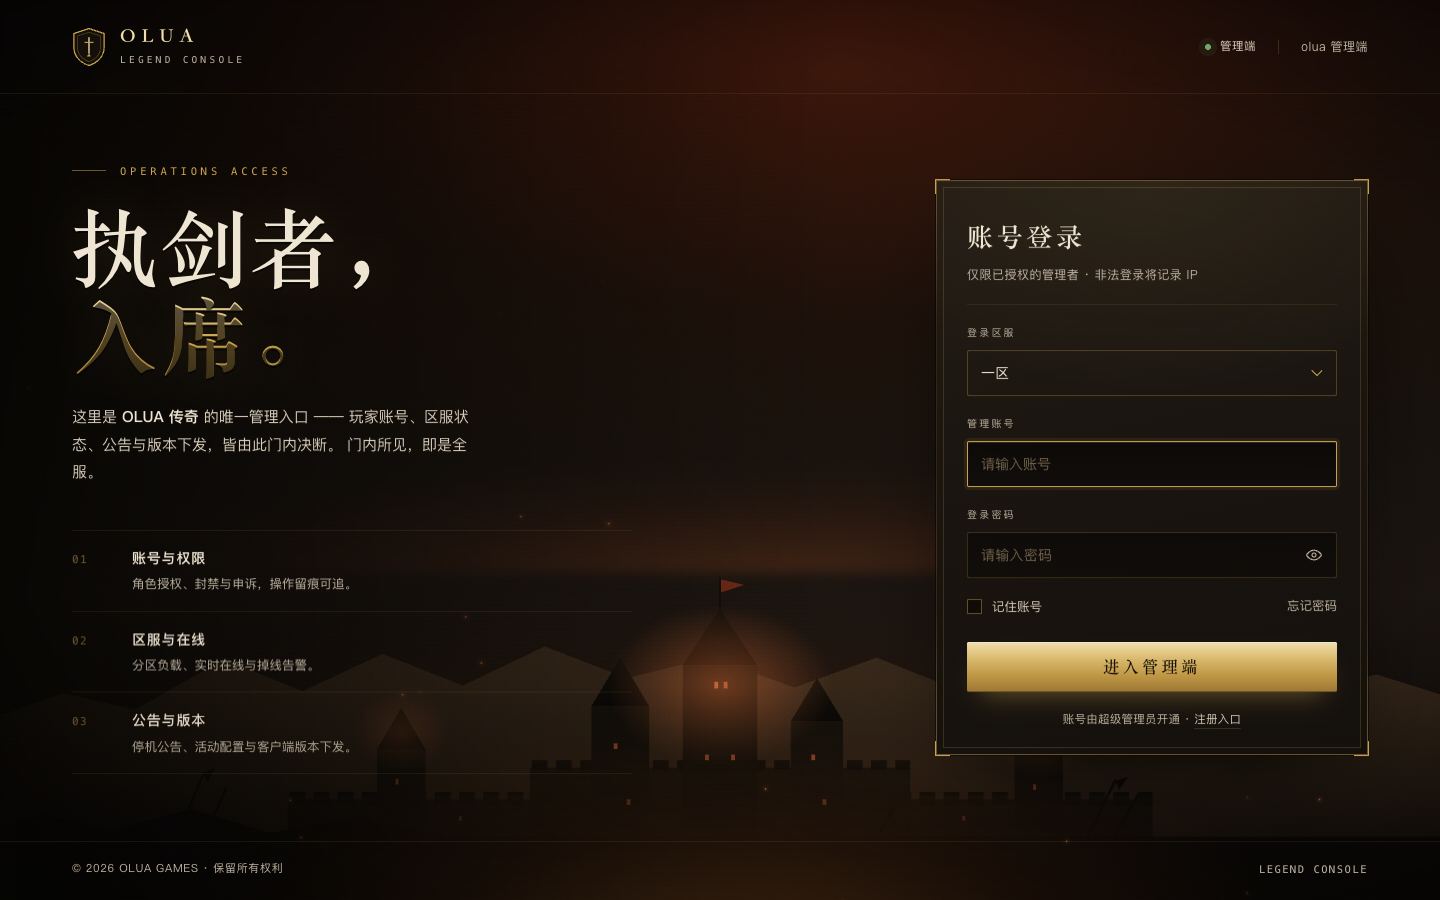 OLUA
LEGEND CONSOLE
管理端
olua 管理端
OPERATIONS ACCESS
执剑者，
入席。
这里是 OLUA 传奇 的唯一管理入口 —— 玩家账号、区服状
态、公告与版本下发，皆由此门内决断。 门内所见，即是全
服。
01
账号与权限
角色授权、封禁与申诉，操作留痕可追。
02
区服与在线
分区负载、实时在线与掉线告警。
03
公告与版本
停机公告、活动配置与客户端版本下发。
账号登录
仅限已授权的管理者 · 非法登录将记录 IP
登录区服
一区
管理账号
请输入账号
登录密码
请输入密码
记住账号
忘记密码
进入管理端
账号由超级管理员开通 · 注册入口
© 2026 OLUA GAMES · 保留所有权利
LEGEND CONSOLE